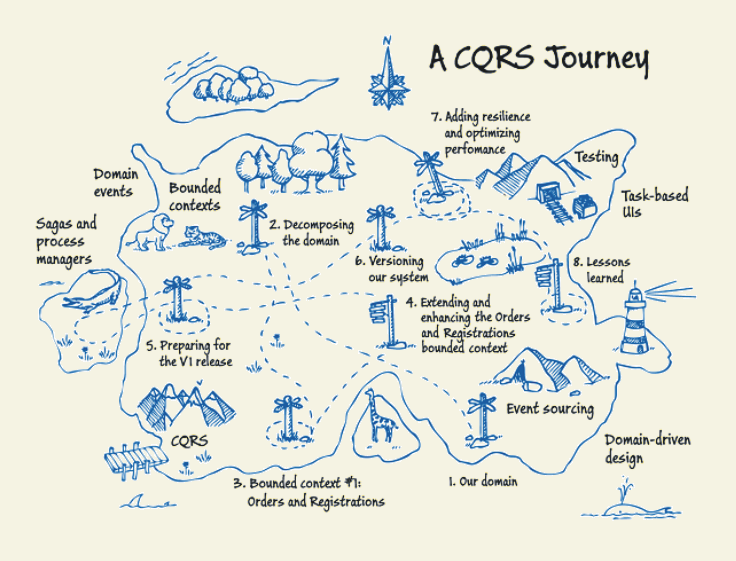 N
A CQRS Journey
7. Adding resilience
and optimizing
perfomance
Testing
Domain
events
Bounded
contexts
Task-based
UIs
Sagas and
process
managers
2. Decomposing
the domain
6. Versioning
our system
8. Lessons
learned
4. Extending and
enhancing the Orders
and Registrations
bounded context
5. Preparing for
the V1 release
Event sourcing
CQRS
Domain-driven
design
3. Bounded context #1:
Orders and Registrations
1. Our domain